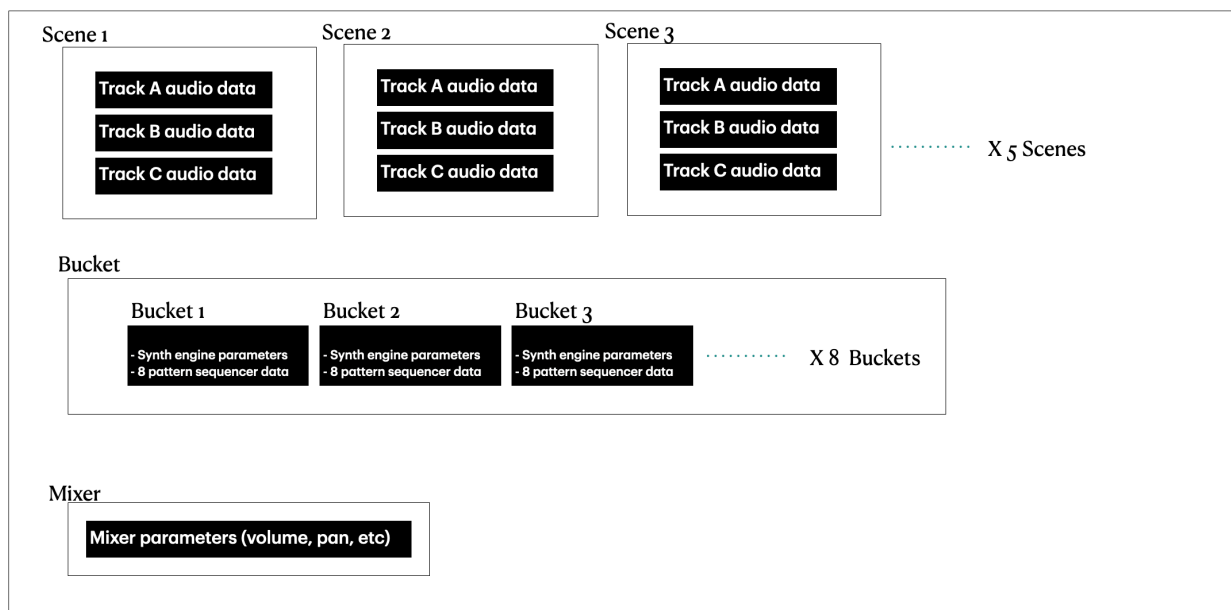 Scene 1
Scene 2
Scene 3
Track A audio data
Track B audio data
Track C audio data
Track A audio data
Track B audio data
Track C audio data
Track A audio data
Track B audio data
Track C audio data
X 5 Scenes
Bucket
Bucket 1
Bucket 2
Bucket 3
- Synth engine parameters
- 8 pattern sequencer data
- Synth engine parameters
- 8 pattern sequencer data
- Synth engine parameters
- 8 pattern sequencer data
X 8 Buckets
Mixer
Mixer parameters (volume, pan, etc)